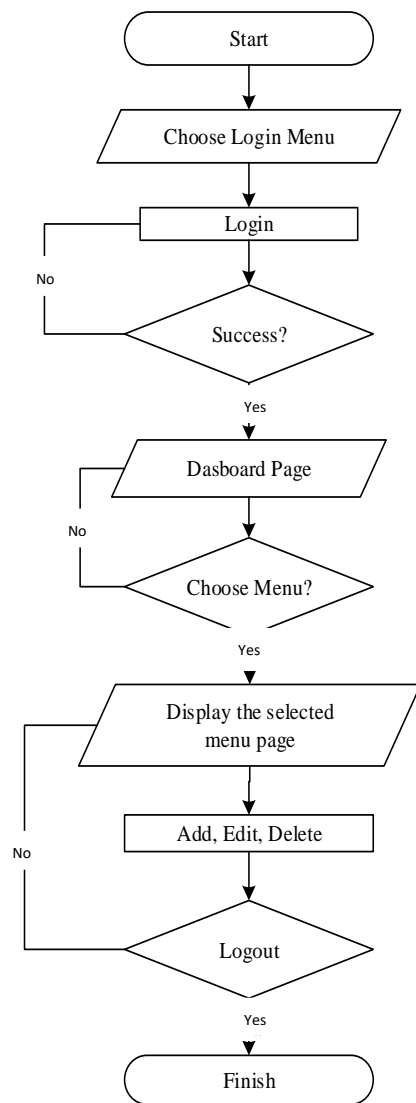 Start
Choose Login Menu
Login
No
Success?
Yes
Dasboard Page
No
Choose Menu?
Yes
Display the selected
menu page
Add, Edit, Delete
No
Logout
Yes
Finish